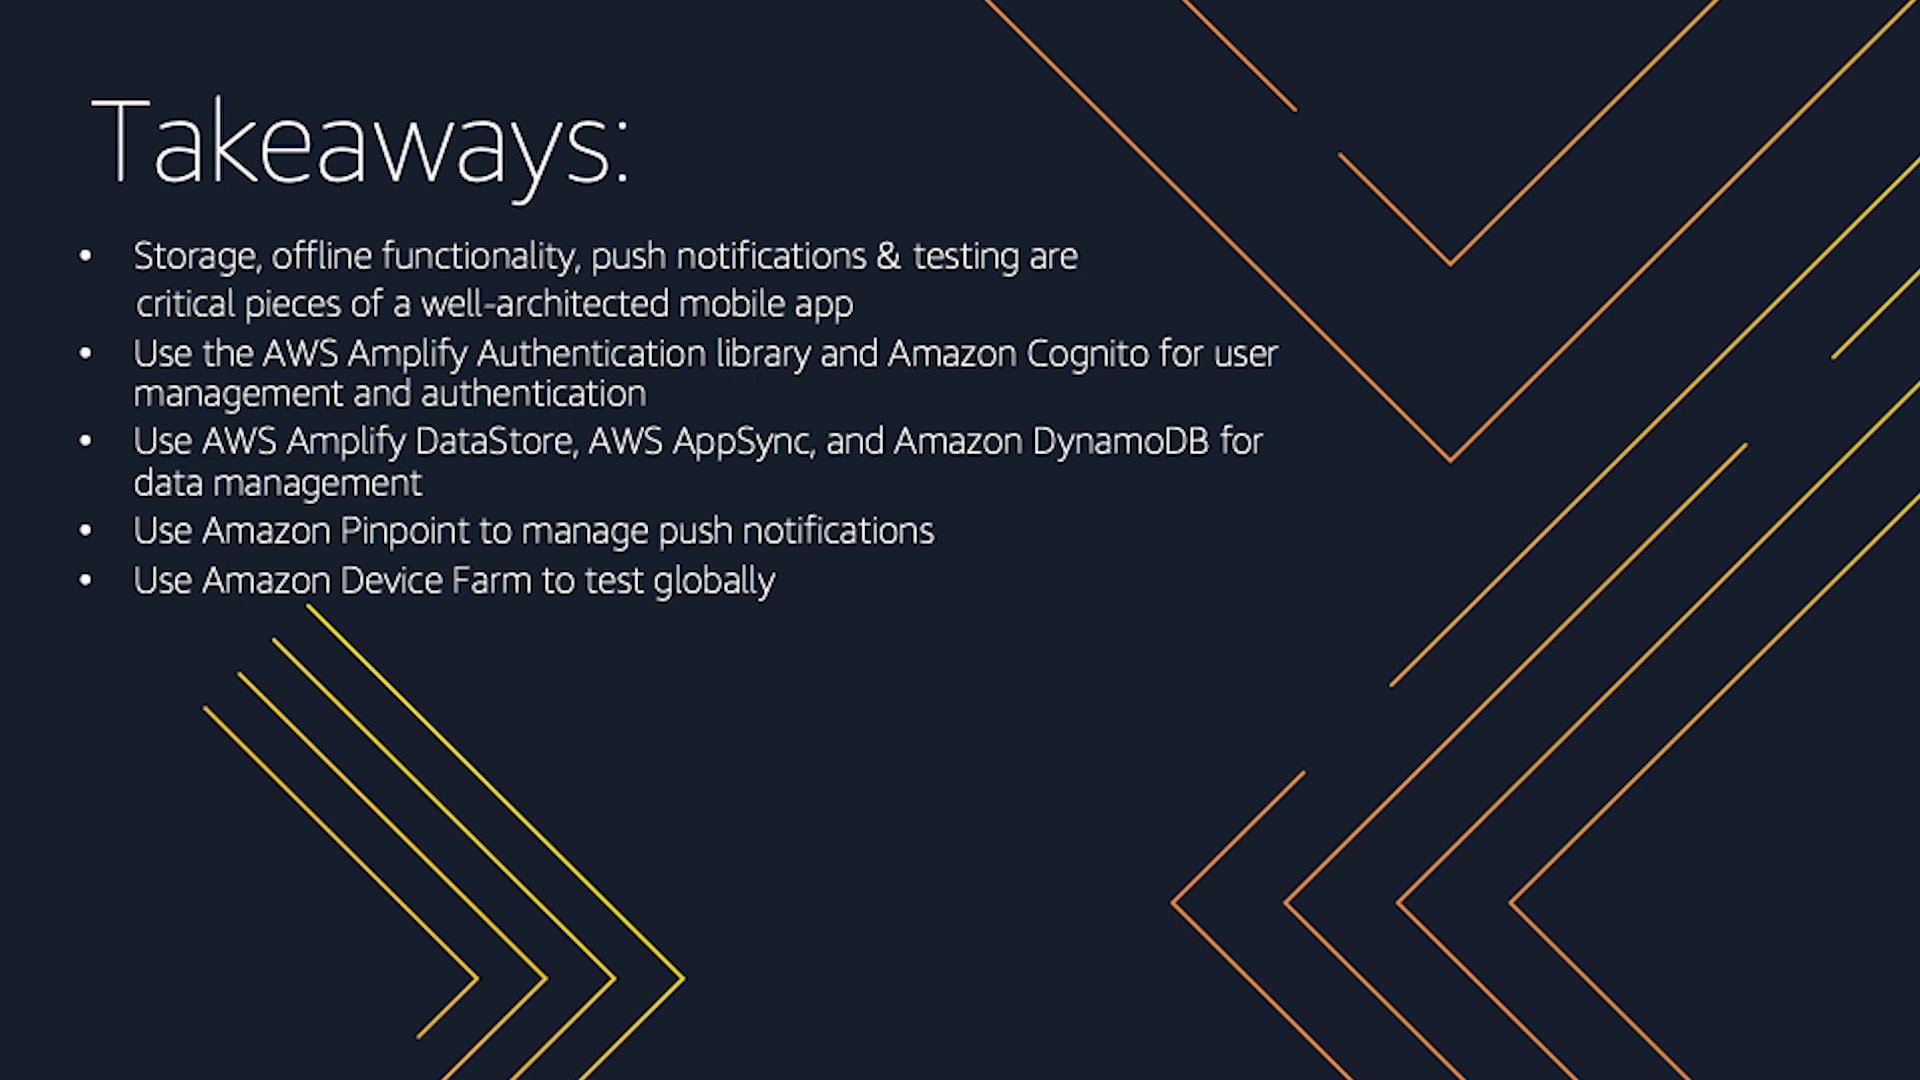 Takeaways:
• Storage, offline functionality, push notifications & testing are
critical pieces of a well-architected mobile app
• Use the AWS Amplify Authentication library and Amazon Cognito for user
management and authentication
• Use AWS Amplify DataStore, AWS AppSync, and Amazon DynamoDB for
data management
• Use Amazon Pinpoint to manage push notifications
• Use Amazon Device Farm to test globally